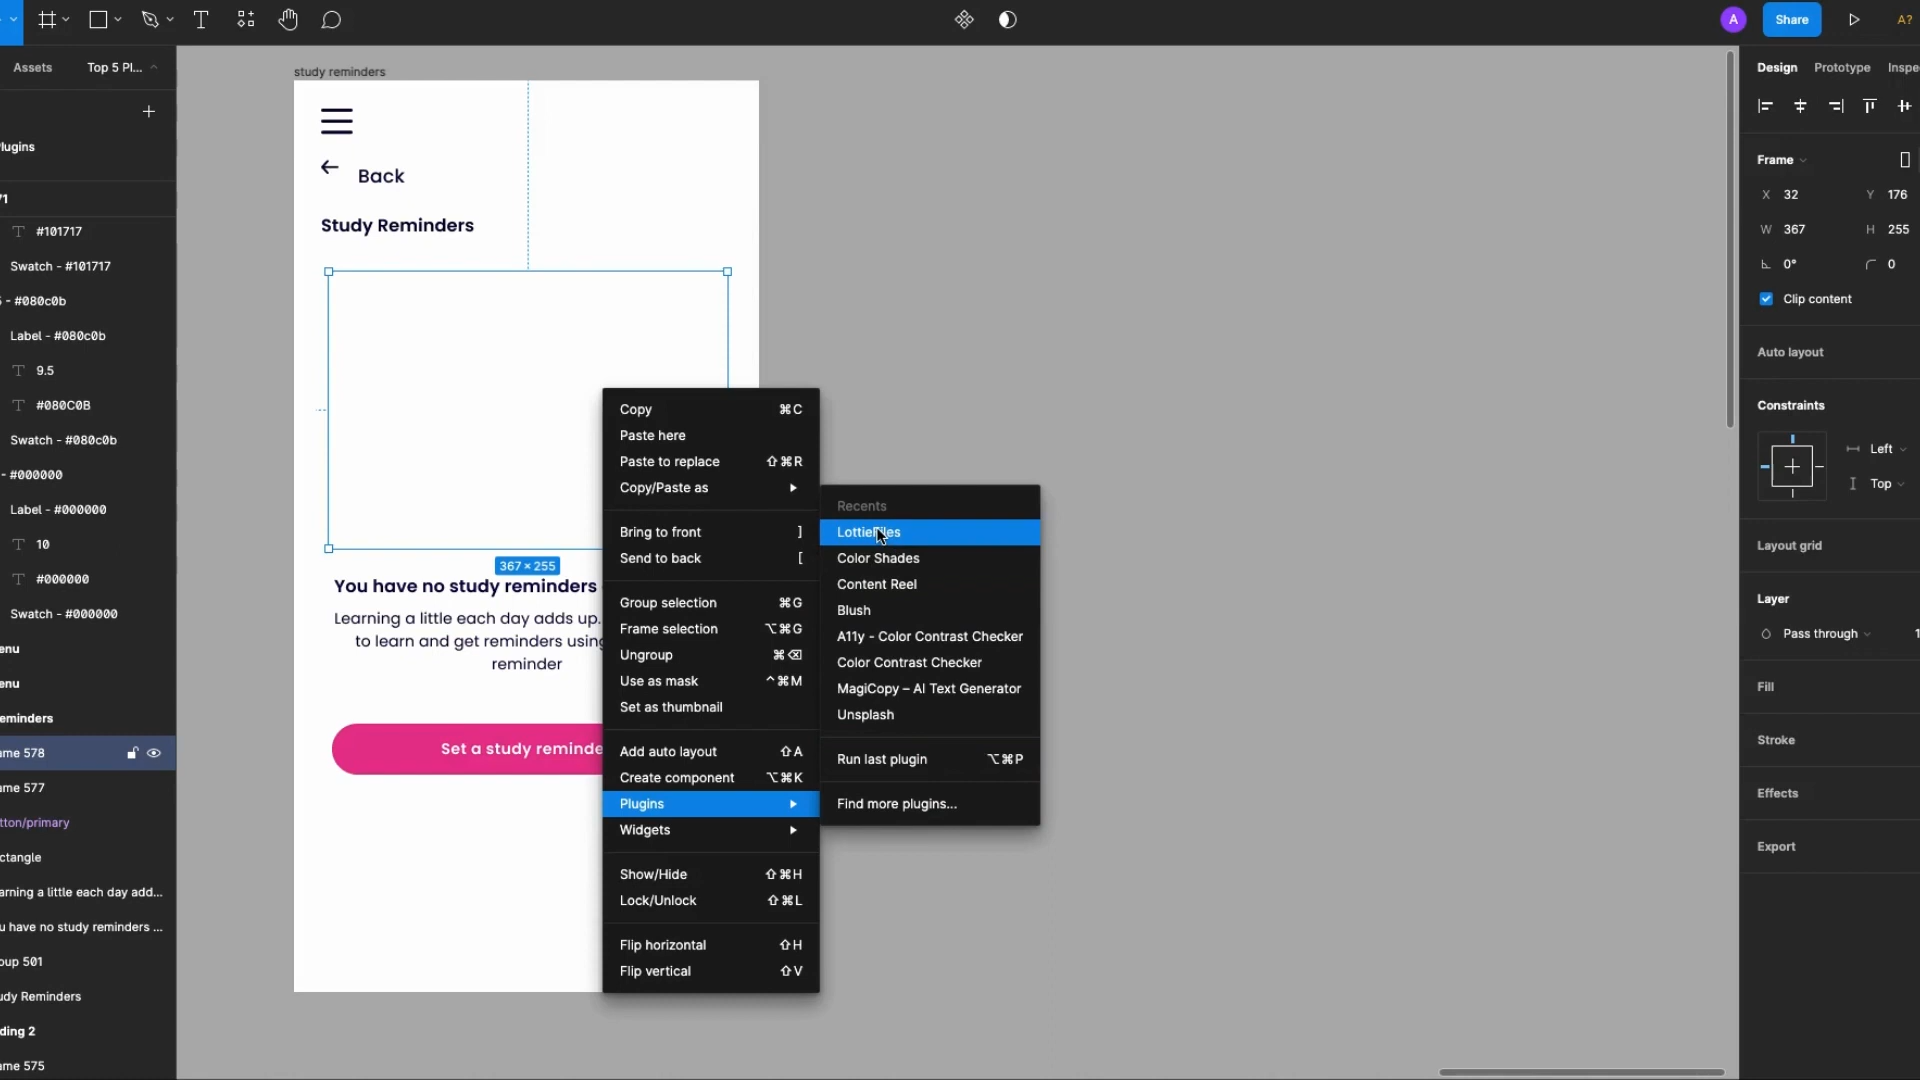 A
Share
A?
Assets
Top 5 Pl...
lugins
71
#101717
Swatch - #101717
- #080c0b
Label - #080c0b
9.5
#080C0B
Swatch - #080c0b
- #000000
Label - #000000
10
#000000
Swatch - #000000
enu
enu
eminders
ame 578
ame 577
tton/primary
ctangle
arning a little each day add...
u have no study reminders ...
oup 501
udy Reminders
ding 2
ame 575
study reminders
Back
Study Reminders
367 × 255
You have no study reminders
Learning a little each day adds up.
to learn and get reminders using
reminder
Set a study reminde
Copy ⌘C
Paste here
Paste to replace ⇧⌘R
Copy/Paste as
Bring to front ]
Send to back [
Group selection ⌘G
Frame selection ⌥⌘G
Ungroup ⌘⌫
Use as mask ^⌘M
Set as thumbnail
Add auto layout ⇧A
Create component ⌥⌘K
Plugins
Widgets
Show/Hide ⇧⌘H
Lock/Unlock ⇧⌘L
Flip horizontal ⇧H
Flip vertical ⇧V
Recents
LottieFiles
Color Shades
Content Reel
Blush
A11y - Color Contrast Checker
Color Contrast Checker
MagiCopy – AI Text Generator
Unsplash
Run last plugin ⌥⌘P
Find more plugins...
Design Prototype Inspe
Frame
X 32 Y 176
W 367 H 255
0° 0
Clip content
Auto layout
Constraints
Left
Top
Layout grid
Layer
Pass through 1
Fill
Stroke
Effects
Export